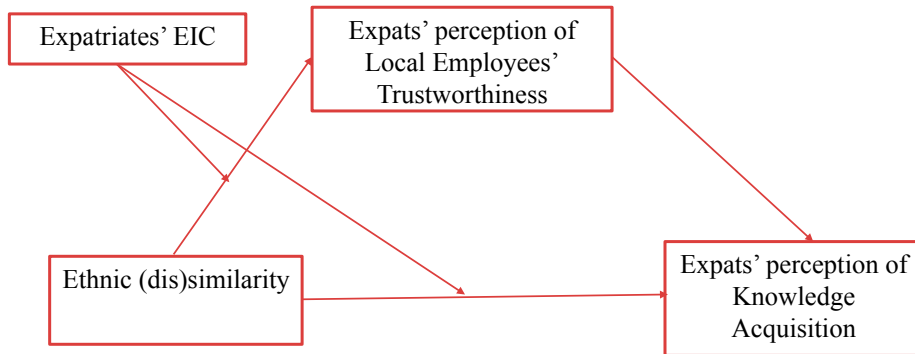 Expatriates’ EIC
Expats’ perception of
Local Employees’
Trustworthiness
Ethnic (dis)similarity
Expats’ perception of
Knowledge
Acquisition